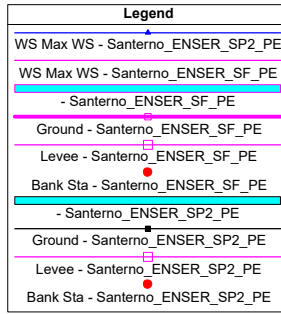 Legend
WS Max WS - Santerno_ENSER_SP2_PE
WS Max WS - Santerno_ENSER_SF_PE
- Santerno_ENSER_SF_PE
Ground - Santerno_ENSER_SF_PE
Levee - Santerno_ENSER_SF_PE
Bank Sta - Santerno_ENSER_SF_PE
- Santerno_ENSER_SP2_PE
Ground - Santerno_ENSER_SP2_PE
Levee - Santerno_ENSER_SP2_PE
Bank Sta - Santerno_ENSER_SP2_PE